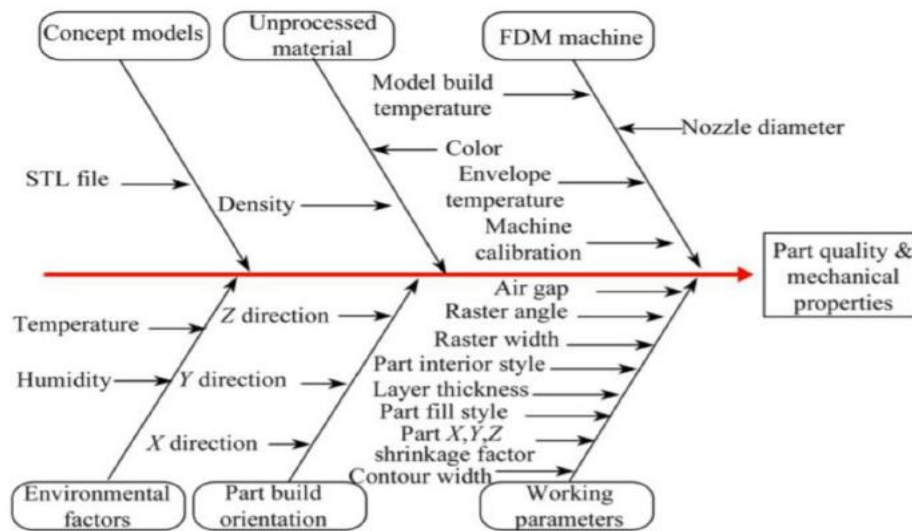 Concept models
Unprocessed
material
FDM machine
Model build
temperature
Nozzle diameter
Color
STL file
Envelope
temperature
Density
Machine
calibration
Part quality &
mechanical
properties
Air gap
Z direction
Raster angle
Temperature
Raster width
Part interior style
Humidity
Y direction
Layer thickness
Part fill style
X direction
Part X,Y,Z
shrinkage factor
Contour width
Environmental
factors
Part build
orientation
Working
parameters